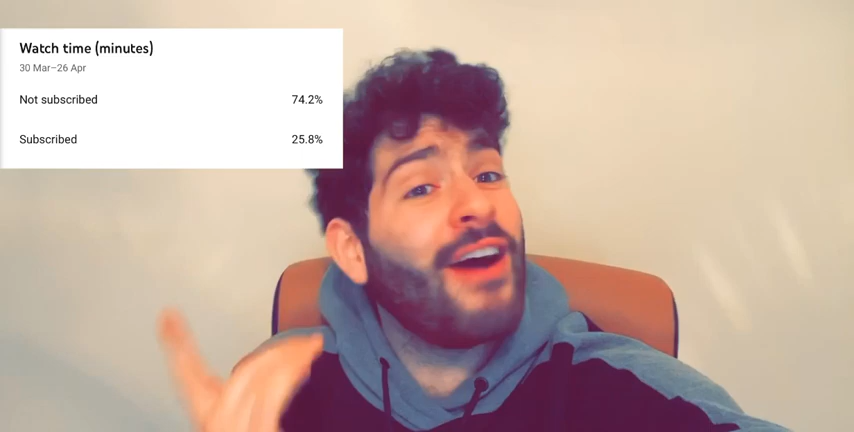 Watch time (minutes)
30 Mar–26 Apr
Not subscribed 74.2%
Subscribed 25.8%